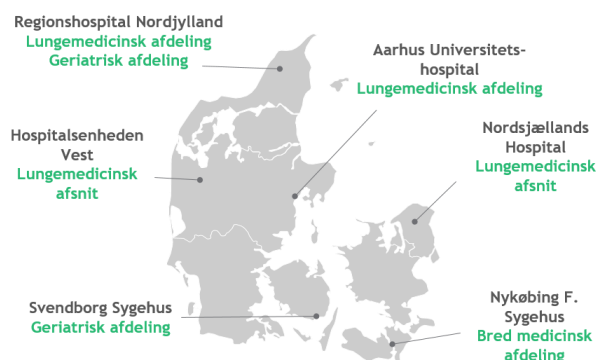 Regionshospital Nordjylland
Lungemedicinsk afdeling
Geriatrisk afdeling
Aarhus Universitets-
hospital
Lungemedicinsk afdeling
Hospitalsenheden
Vest
Lungemedicinsk
afsnit
Nordsjællands
Hospital
Lungemedicinsk
afsnit
Svendborg Sygehus
Geriatrisk afdeling
Nykøbing F.
Sygehus
Bred medicinsk
afdeling